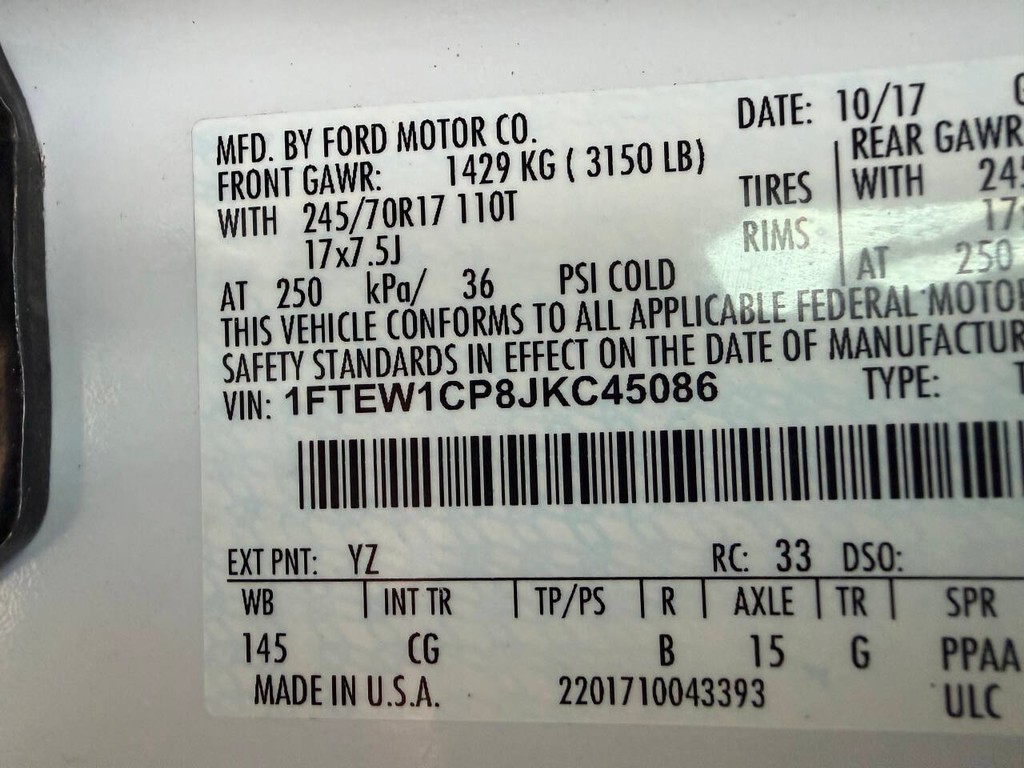 MFD. BY FORD MOTOR CO. DATE: 10/17
FRONT GAWR: 1429 KG ( 3150 LB) REAR GAWR
WITH 245/70R17 110T TIRES WITH
17x7.5J RIMS
AT 250 kPa/ 36 PSI COLD AT 250
THIS VEHICLE CONFORMS TO ALL APPLICABLE FEDERAL MOTO
SAFETY STANDARDS IN EFFECT ON THE DATE OF MANUFACTUR
VIN: 1FTEW1CP8JKC45086 TYPE:
EXT PNT: YZ RC: 33 DSO:
WB INT TR TP/PS R AXLE TR SPR
145 CG B 15 G PPAA
MADE IN U.S.A. 2201710043393 ULC